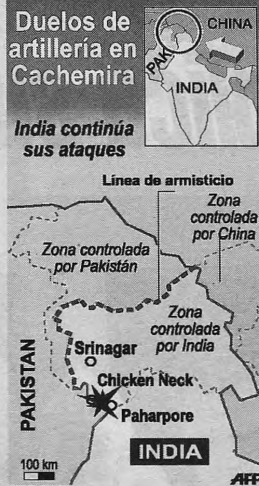 Duelos de
artillería en
Cachemira
CHINA
PAK
INDIA
India continúa
sus ataques
Línea de armisticio
Zona
controlada
por China
Zona controlada
por Pakistán
Zona
controlada
por India
PAKISTAN
Srinagar
Chicken Neck
Paharpore
INDIA
100 km
AFP